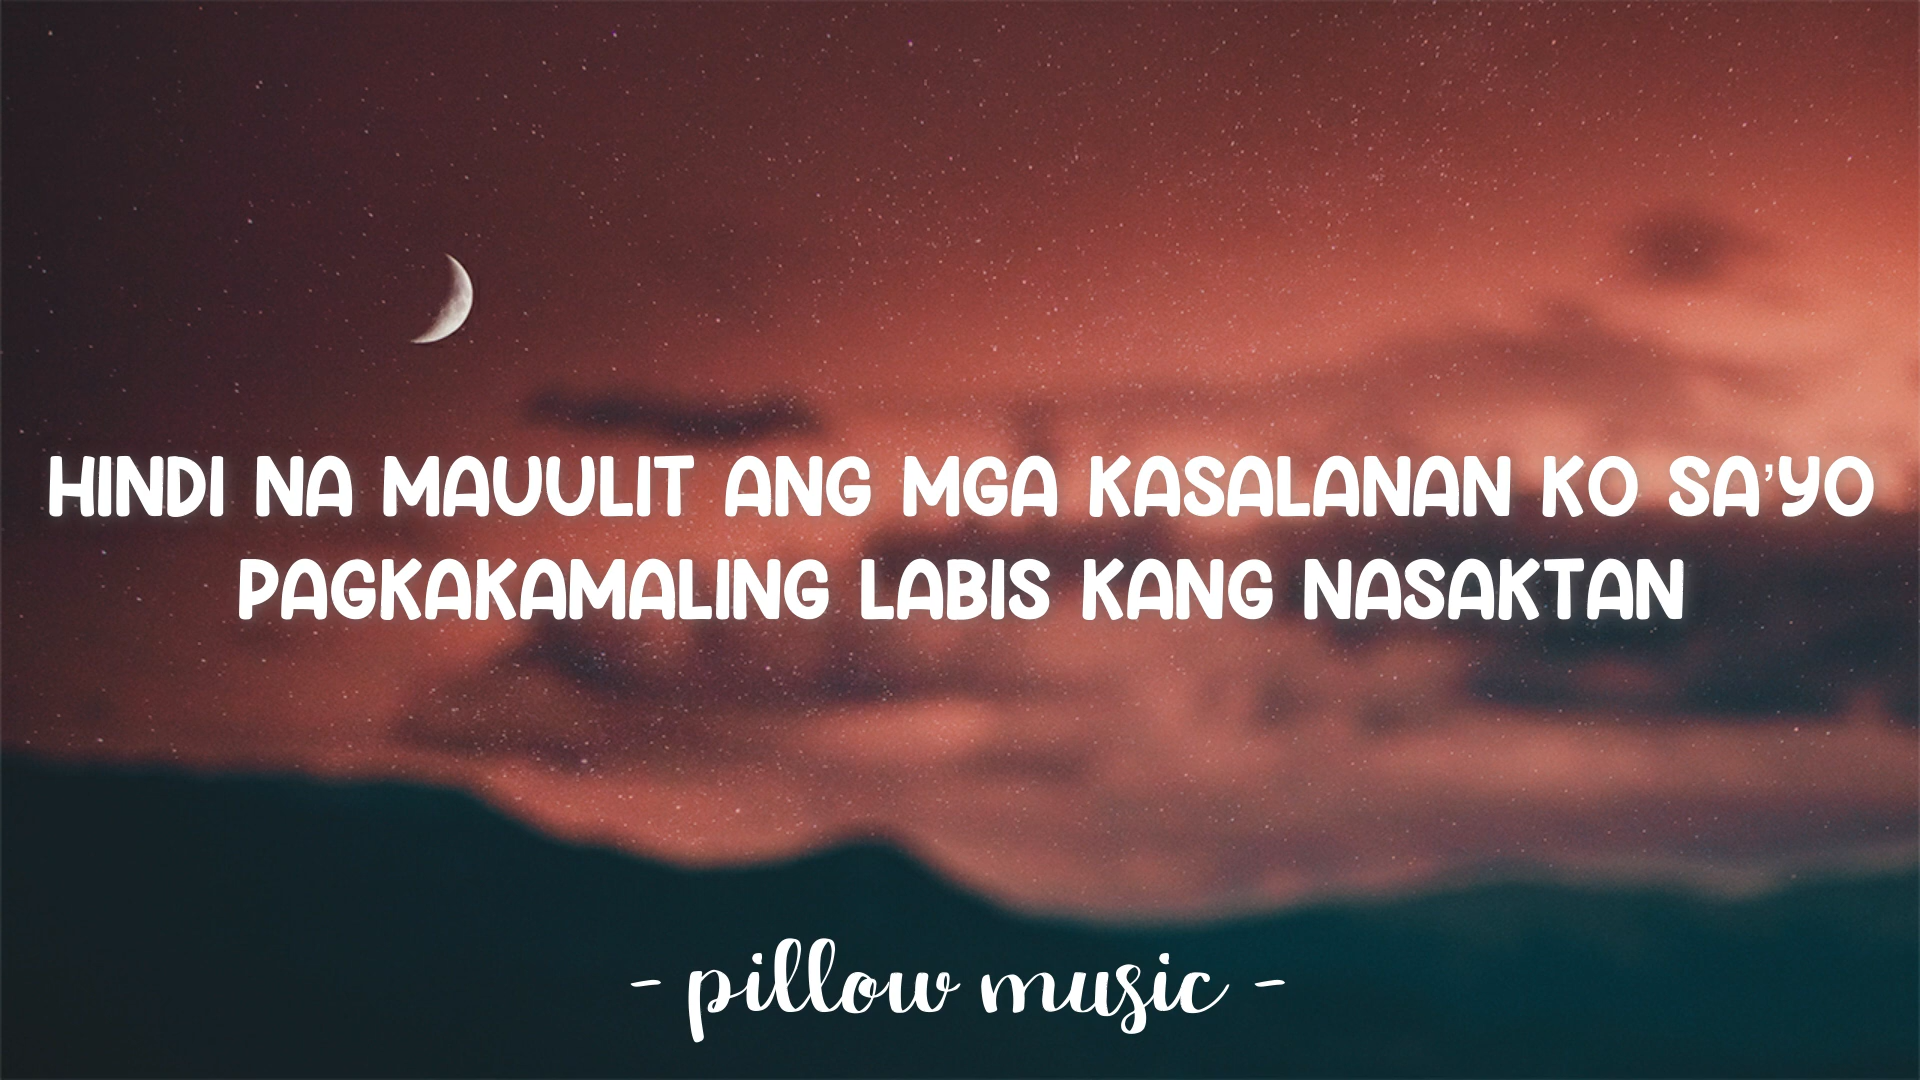 HINDI NA MAUULIT ANG MGA KASALANAN KO SA'YO
PAGKAKAMALING LABIS KANG NASAKTAN
- pillow music -